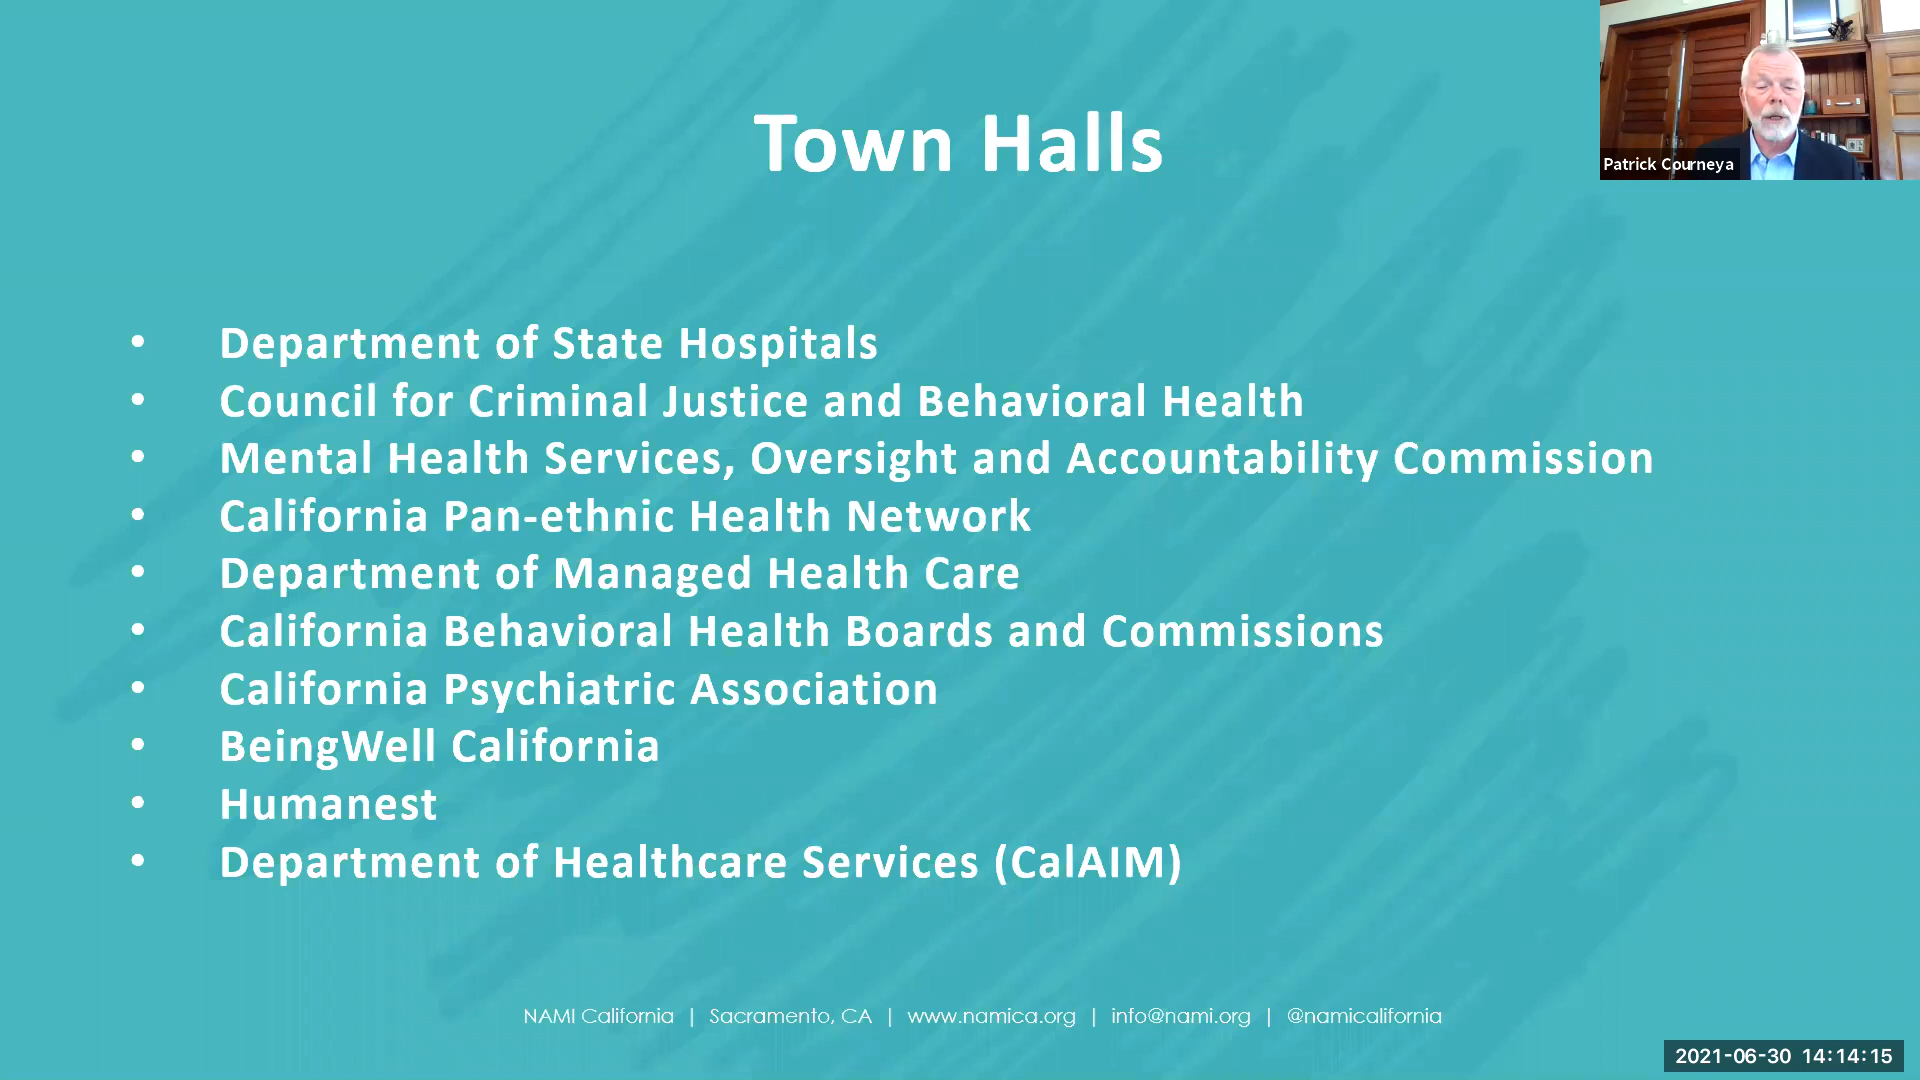 Town Halls
Patrick Courneya
• Department of State Hospitals
• Council for Criminal Justice and Behavioral Health
• Mental Health Services, Oversight and Accountability Commission
• California Pan-ethnic Health Network
• Department of Managed Health Care
• California Behavioral Health Boards and Commissions
• California Psychiatric Association
• BeingWell California
• Humanest
• Department of Healthcare Services (CalAIM)
NAMI California | Sacramento, CA | www.namica.org | info@nami.org | @namicalifornia
2021-06-30 14:14:15